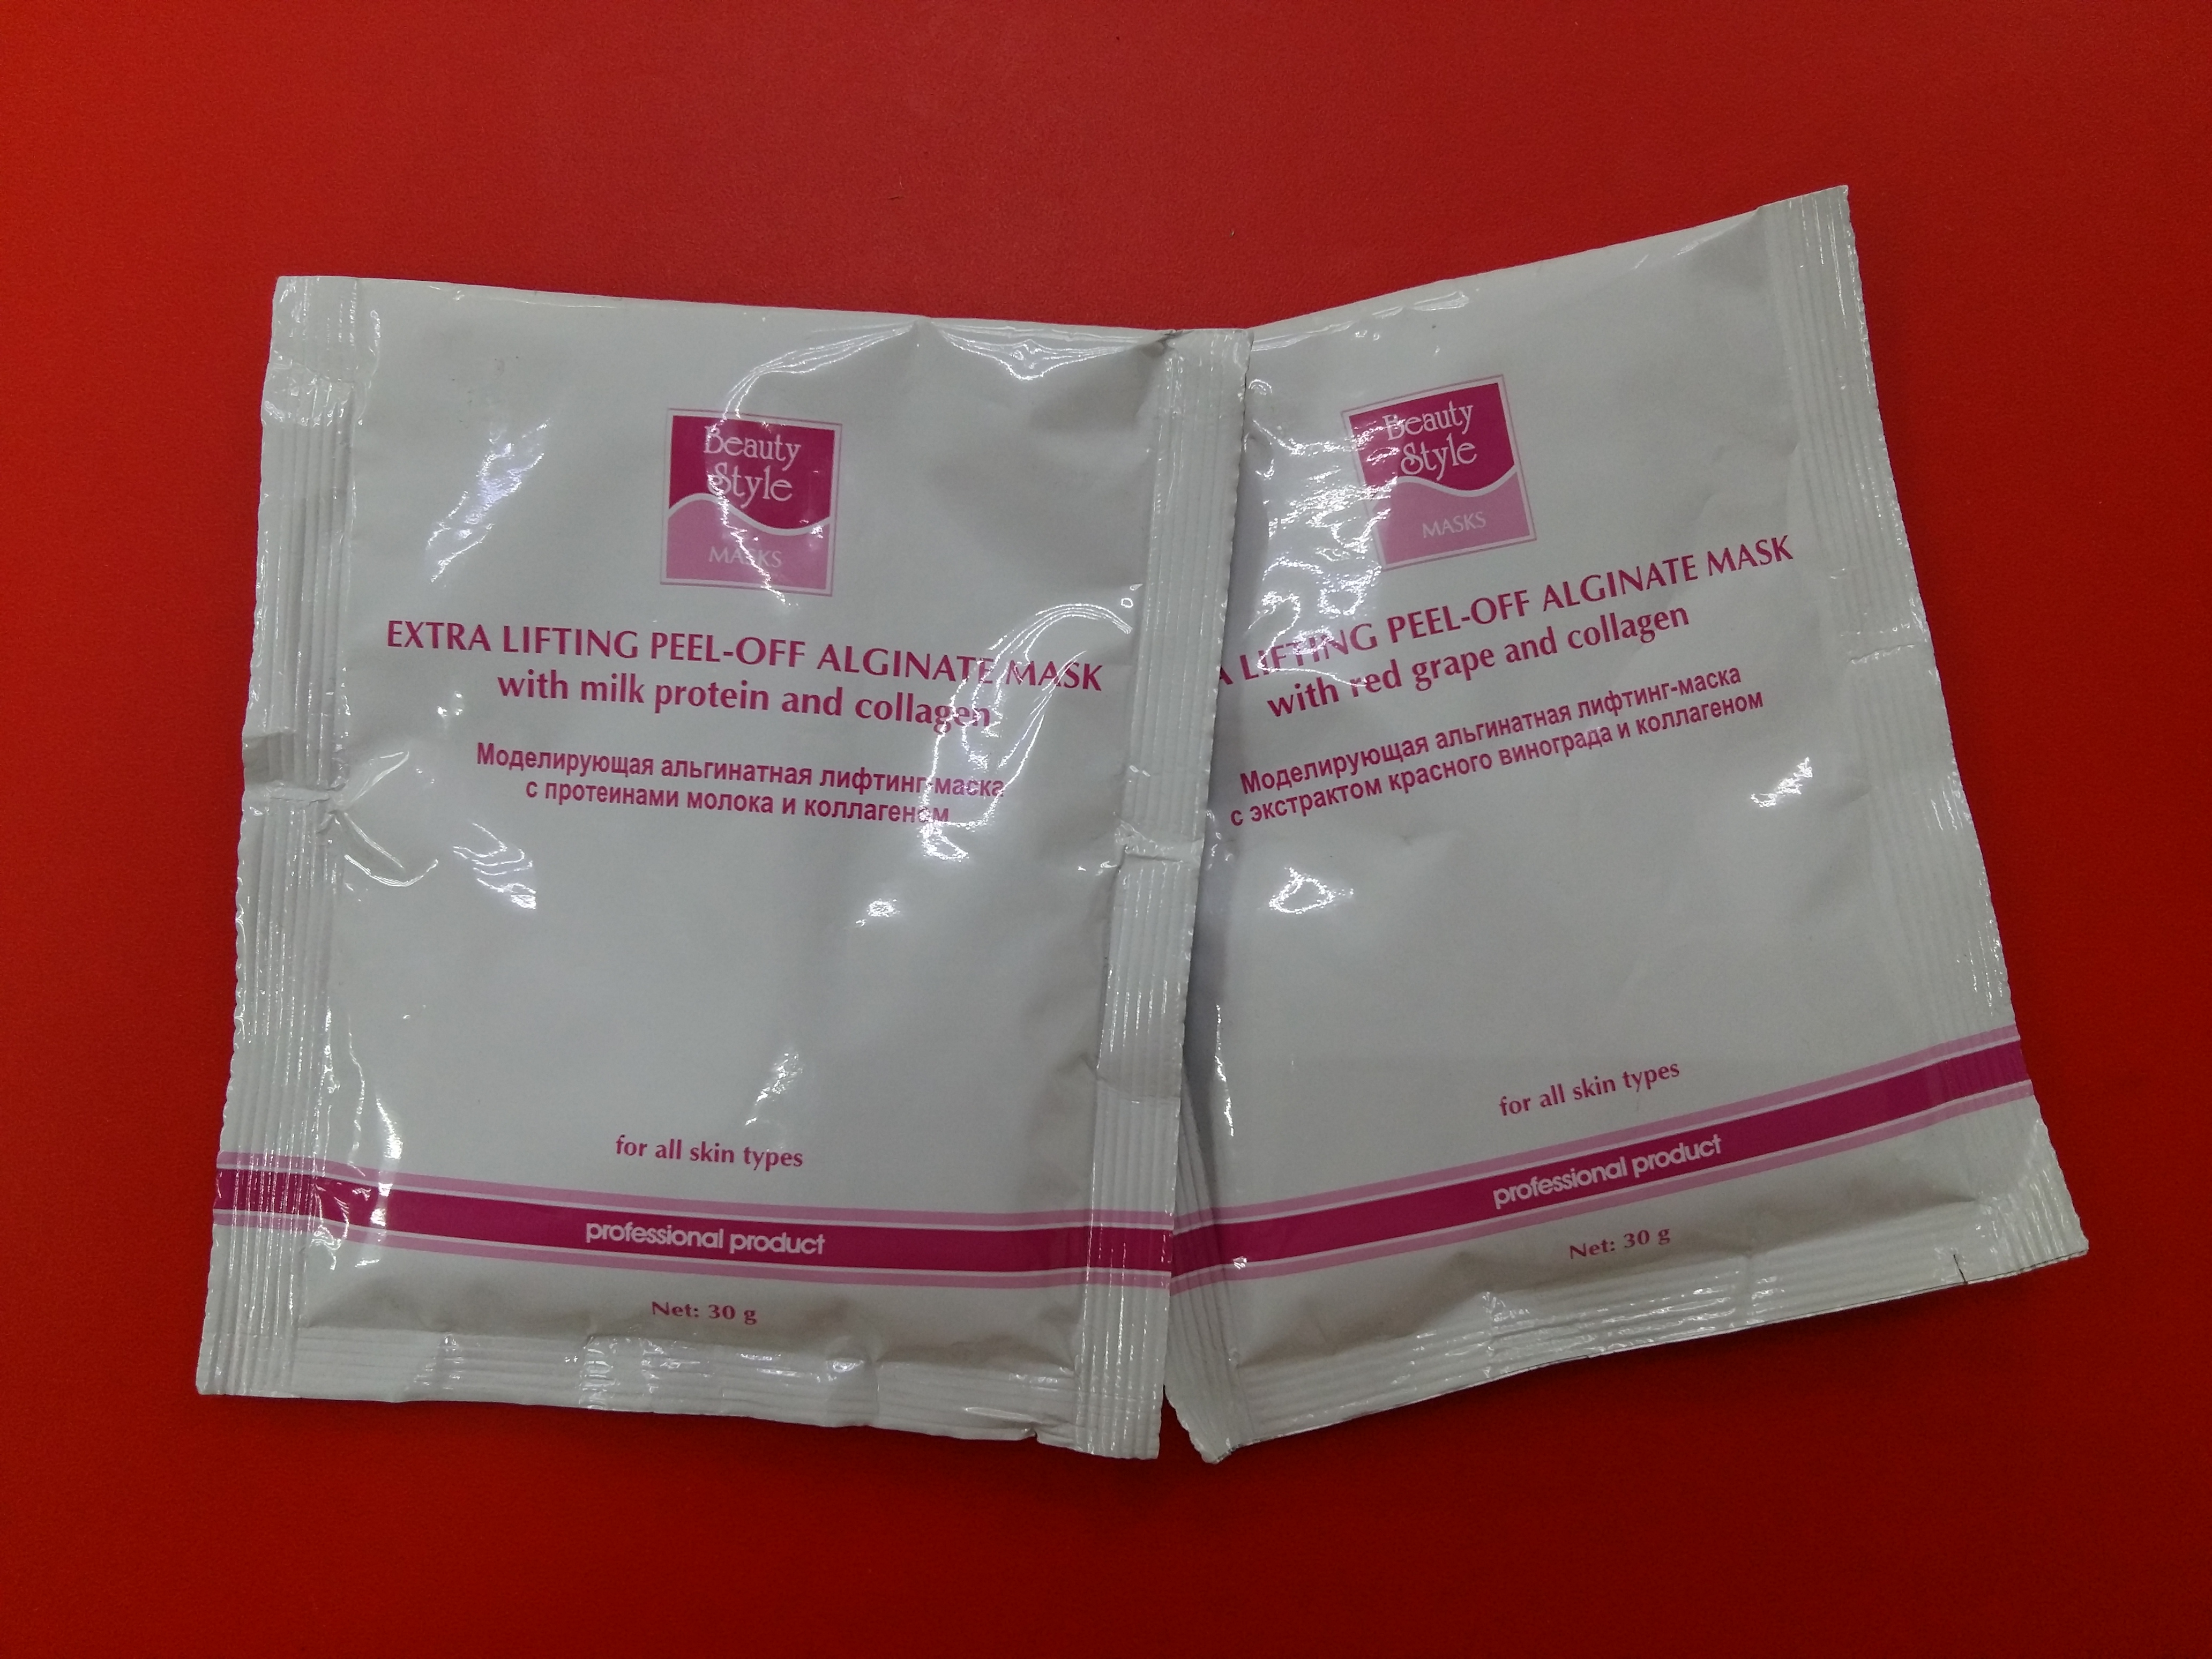 Beauty
Style
MASKS
EXTRA LIFTING PEEL-OFF ALGINATE MASK
with milk protein and collagen
Моделирующая альгинатная лифтинг-маска
с протеинами молока и коллагеном
for all skin types
professional product
Net: 30 g
Beauty
Style
MASKS
A LIFTING PEEL-OFF ALGINATE MASK
with red grape and collagen
Моделирующая альгинатная лифтинг-маска
с экстрактом красного винограда и коллагеном
for all skin types
professional product
Net: 30 g